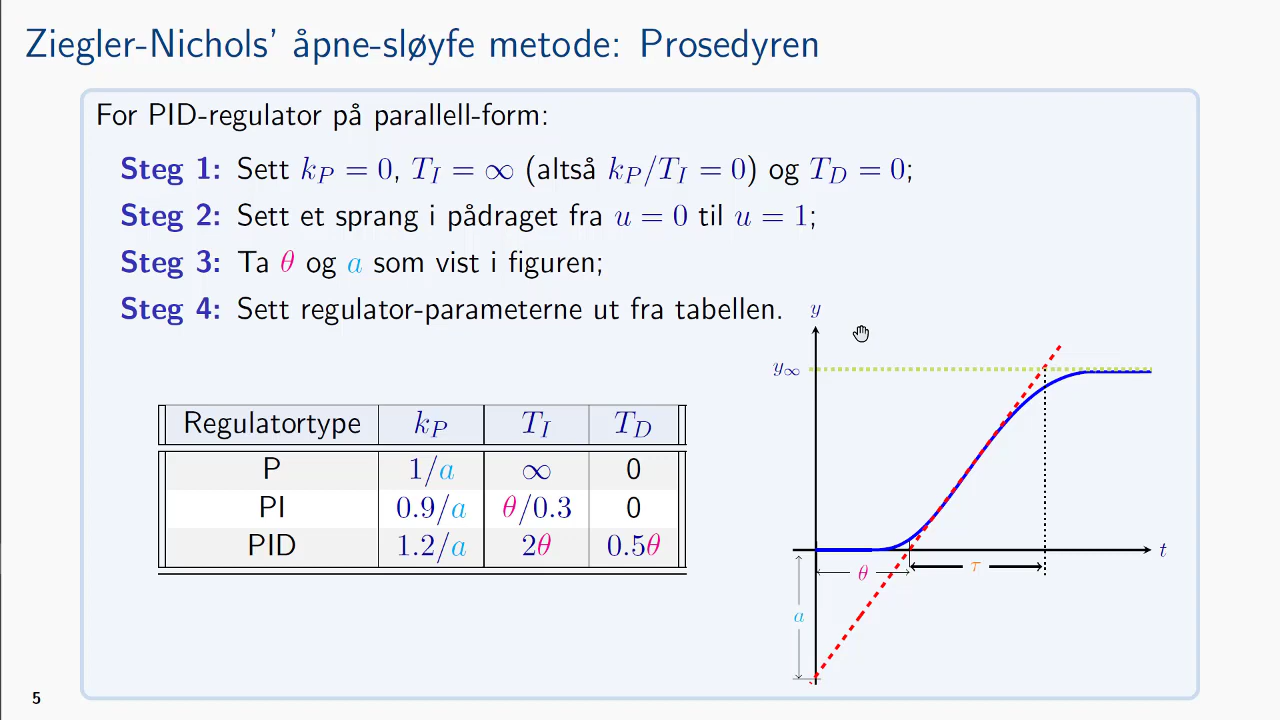 Ziegler-Nichols’ åpne-sløyfe metode: Prosedyren
For PID-regulator på parallell-form:
Steg 1: Sett k_P = 0, T_I = ∞ (altså k_P/T_I = 0) og T_D = 0;
Steg 2: Sett et sprang i pådraget fra u = 0 til u = 1;
Steg 3: Ta θ og a som vist i figuren;
Steg 4: Sett regulator-parameterne ut fra tabellen.
Regulatortype k_P T_I T_D
P 1/a ∞ 0
PI 0.9/a θ/0.3 0
PID 1.2/a 2θ 0.5θ
y
y_∞
t
θ
τ
a
5